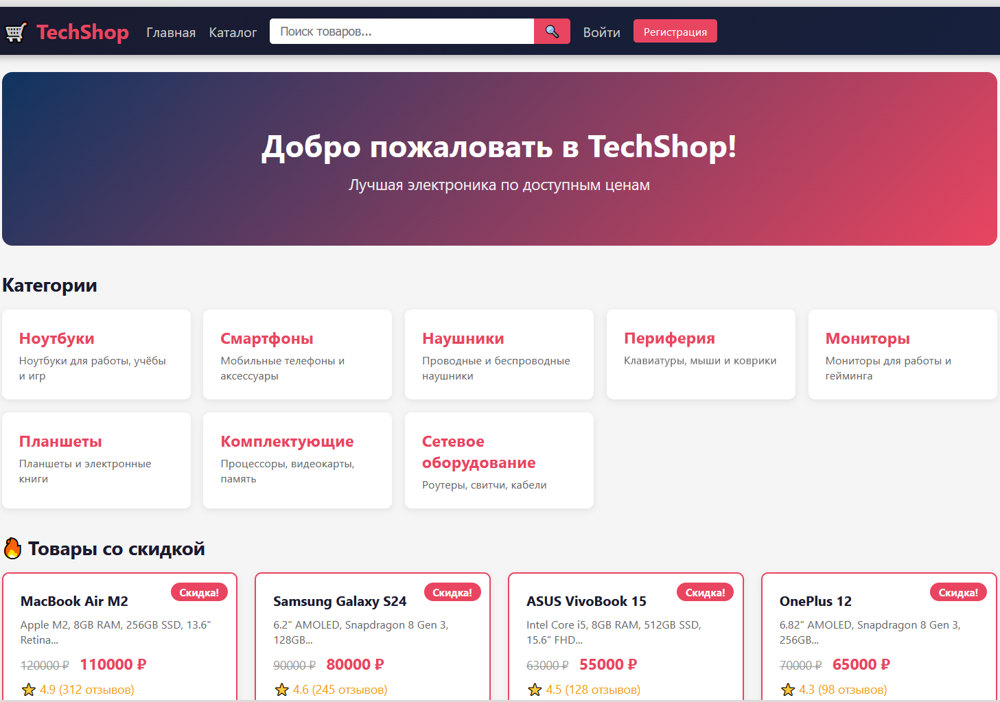 TechShop Главная Каталог Поиск товаров... Войти Регистрация
Добро пожаловать в TechShop!
Лучшая электроника по доступным ценам
Категории
Ноутбуки
Ноутбуки для работы, учёбы
и игр
Смартфоны
Мобильные телефоны и
аксессуары
Наушники
Проводные и беспроводные
наушники
Периферия
Клавиатуры, мыши и коврики
Мониторы
Мониторы для работы и
гейминга
Планшеты
Планшеты и электронные
книги
Комплектующие
Процессоры, видеокарты,
память
Сетевое
оборудование
Роутеры, свитчи, кабели
Товары со скидкой
Скидка!
MacBook Air M2
Apple M2, 8GB RAM, 256GB SSD, 13.6"
Retina...
120000 ₽ 110000 ₽
4.9 (312 отзывов)
Скидка!
Samsung Galaxy S24
6.2" AMOLED, Snapdragon 8 Gen 3,
128GB...
90000 ₽ 80000 ₽
4.6 (245 отзывов)
Скидка!
ASUS VivoBook 15
Intel Core i5, 8GB RAM, 512GB SSD,
15.6" FHD...
63000 ₽ 55000 ₽
4.5 (128 отзывов)
Скидка!
OnePlus 12
6.82" AMOLED, Snapdragon 8 Gen 3,
256GB...
70000 ₽ 65000 ₽
4.3 (98 отзывов)